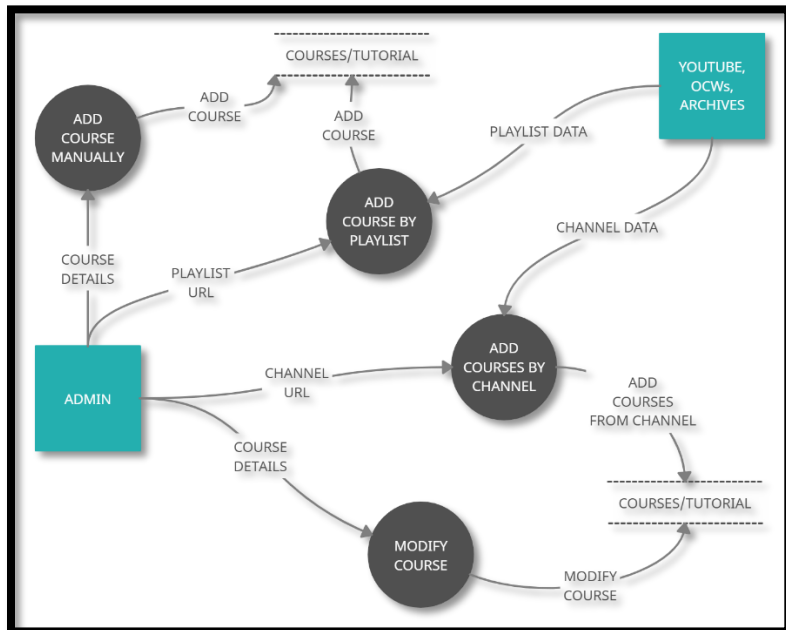 COURSES/TUTORIAL
YOUTUBE,
OCWs,
ARCHIVES
ADD
COURSE
MANUALLY
ADD
COURSE
ADD
COURSE
PLAYLIST DATA
ADD
COURSE BY
PLAYLIST
CHANNEL DATA
COURSE
DETAILS
PLAYLIST
URL
ADD
COURSES BY
CHANNEL
ADMIN
CHANNEL
URL
ADD
COURSES
FROM CHANNEL
COURSE
DETAILS
COURSES/TUTORIAL
MODIFY
COURSE
MODIFY
COURSE